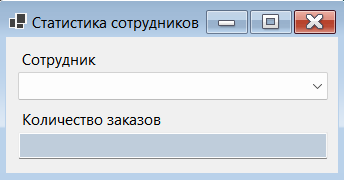 Статистика сотрудников
Сотрудник
Количество заказов